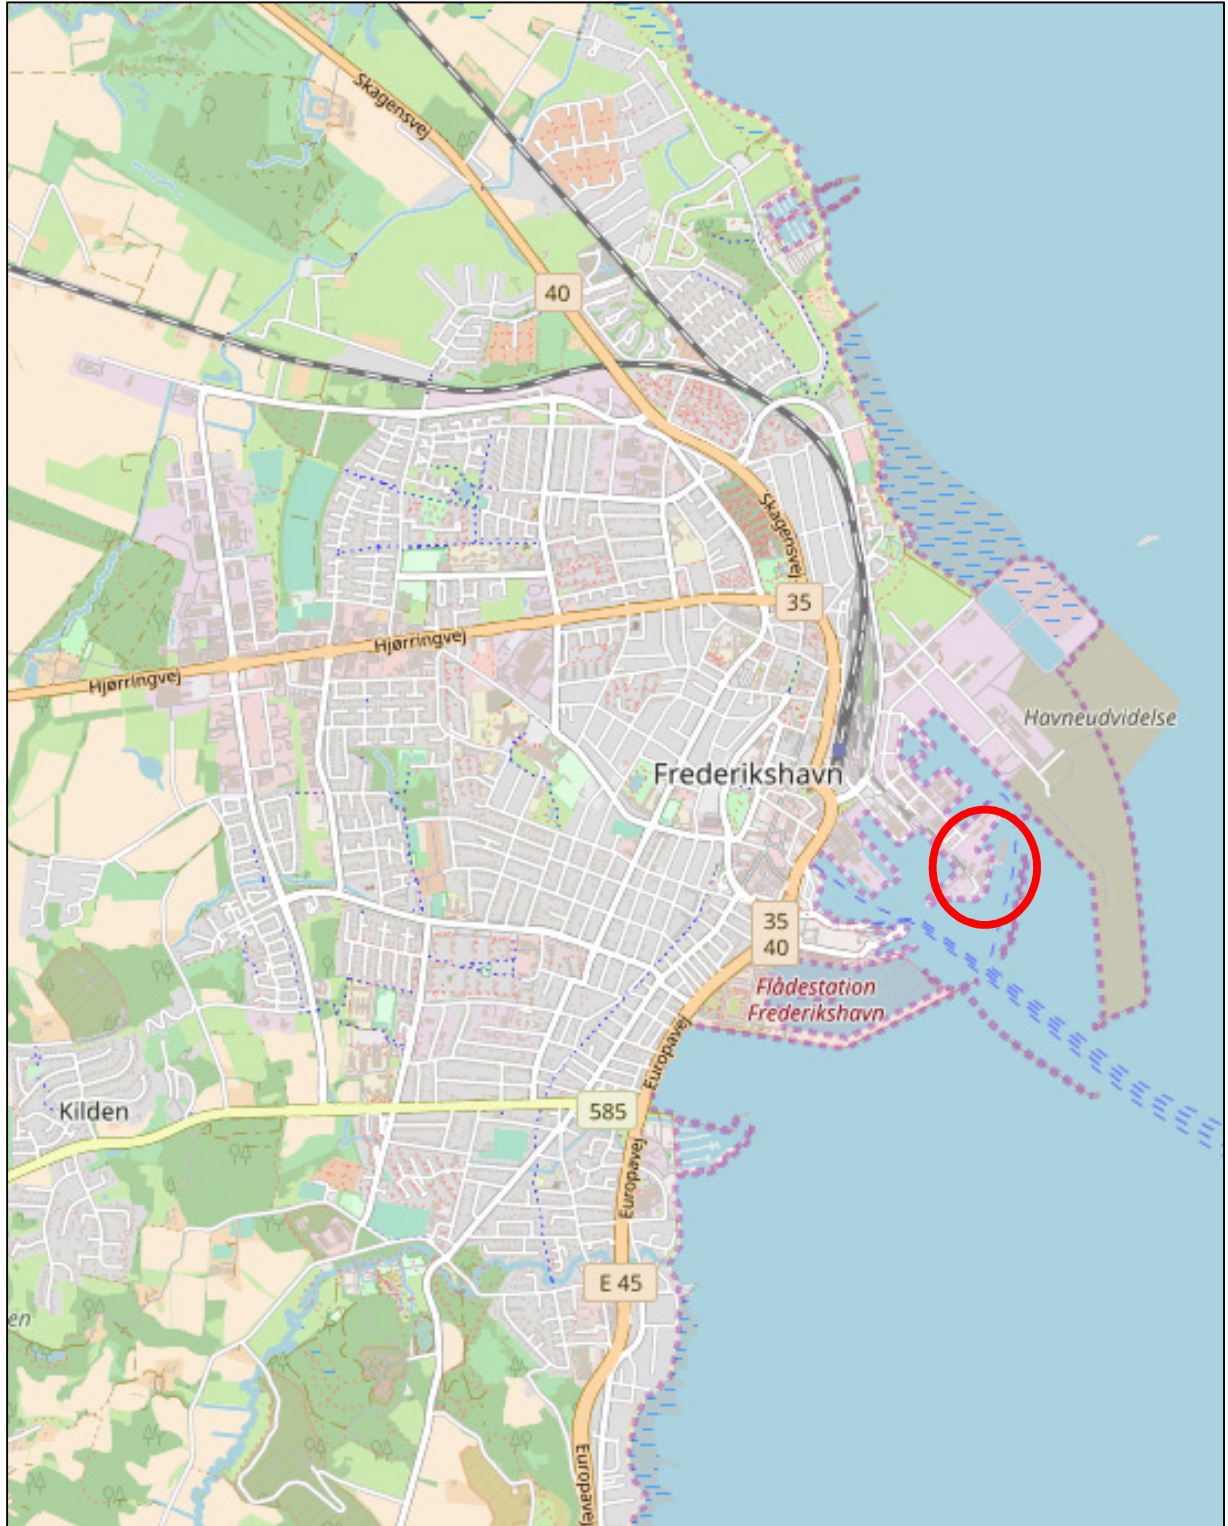 Skagensvej
40
Skagensvej
35
Hjørringvej
Hjørringvej
Havneudvidelse
Frederikshavn
35
40
Flådestation
Frederikshavn
Europavej
Kilden
585
Europavej
E 45
en
Europavej